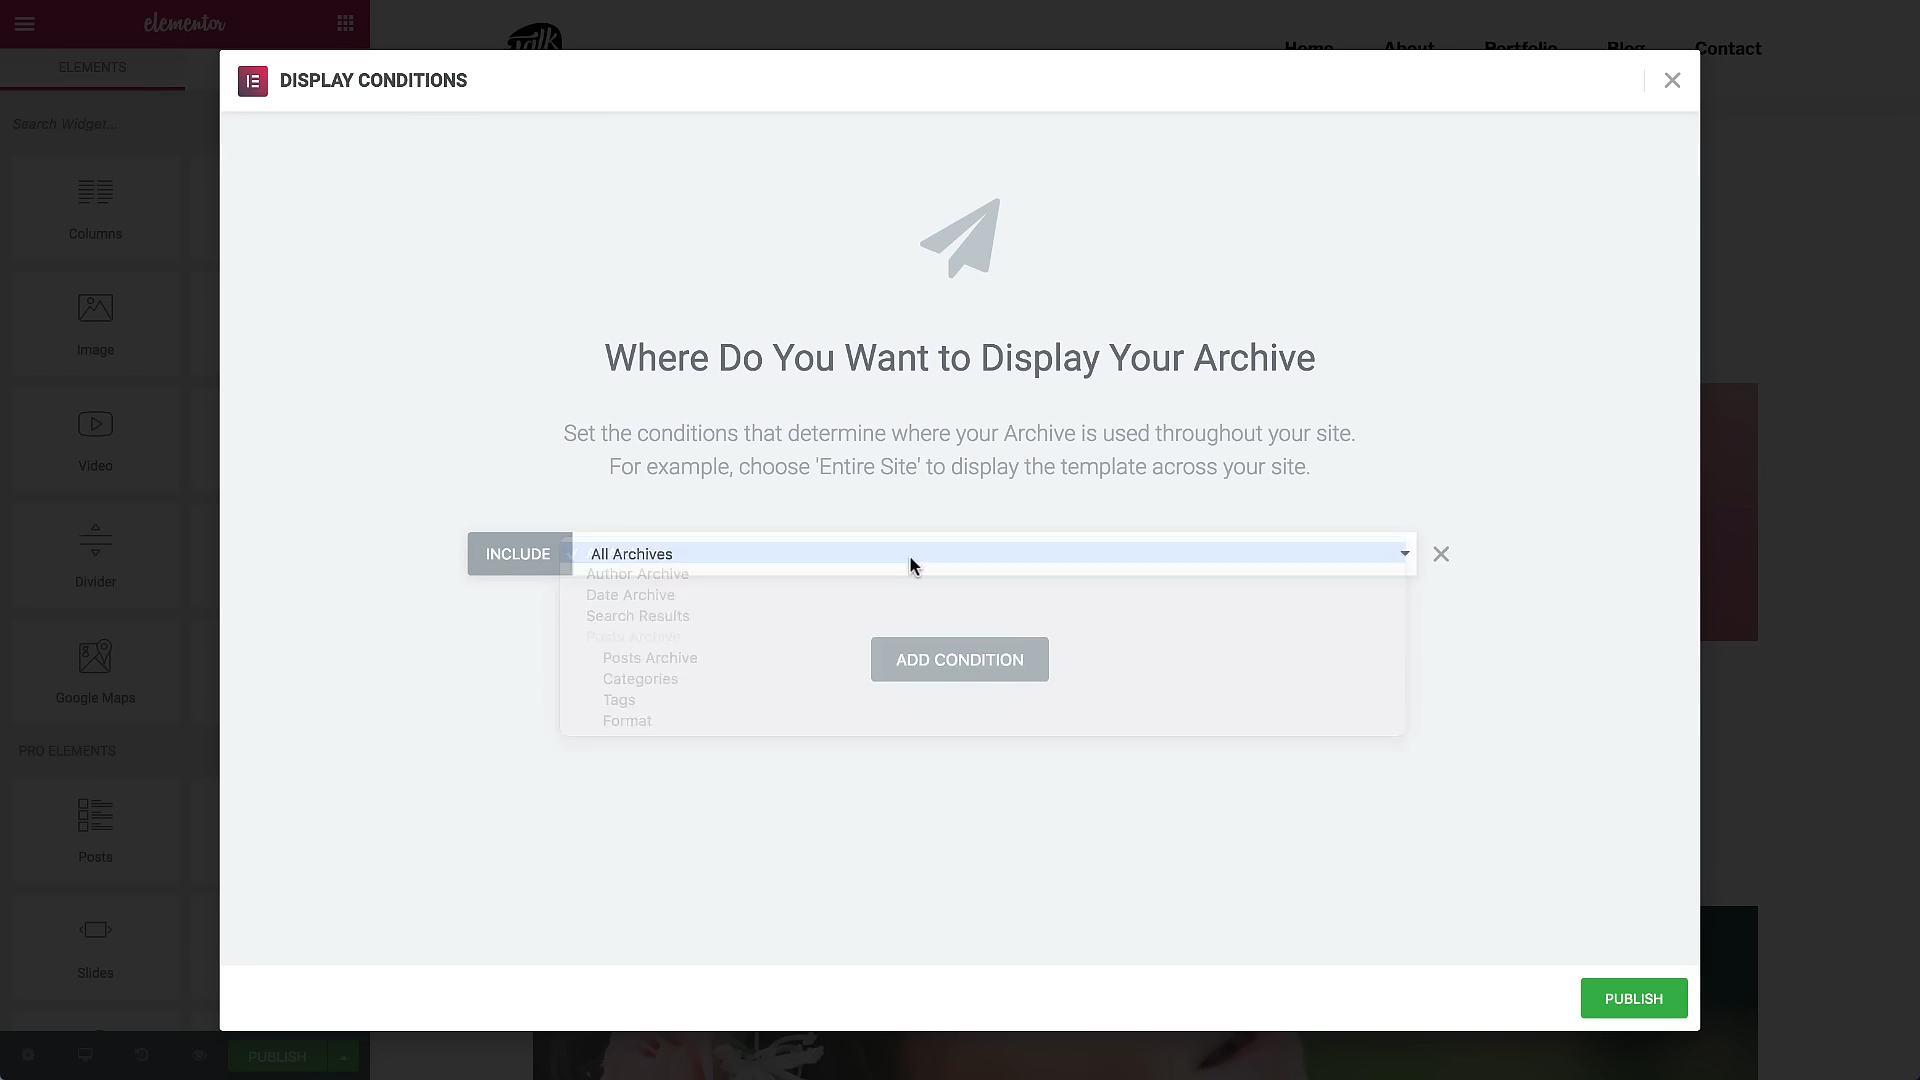 elementor
Talk
Home About Portfolio Blog Contact
ELEMENTS
Search Widget...
Columns
Image
Video
Divider
Google Maps
PRO ELEMENTS
Posts
Slides
PUBLISH
DISPLAY CONDITIONS
Where Do You Want to Display Your Archive
Set the conditions that determine where your Archive is used throughout your site.
For example, choose 'Entire Site' to display the template across your site.
INCLUDE
All Archives
Author Archive
Date Archive
Search Results
Posts Archive
Posts Archive
Categories
Tags
Format
ADD CONDITION
PUBLISH